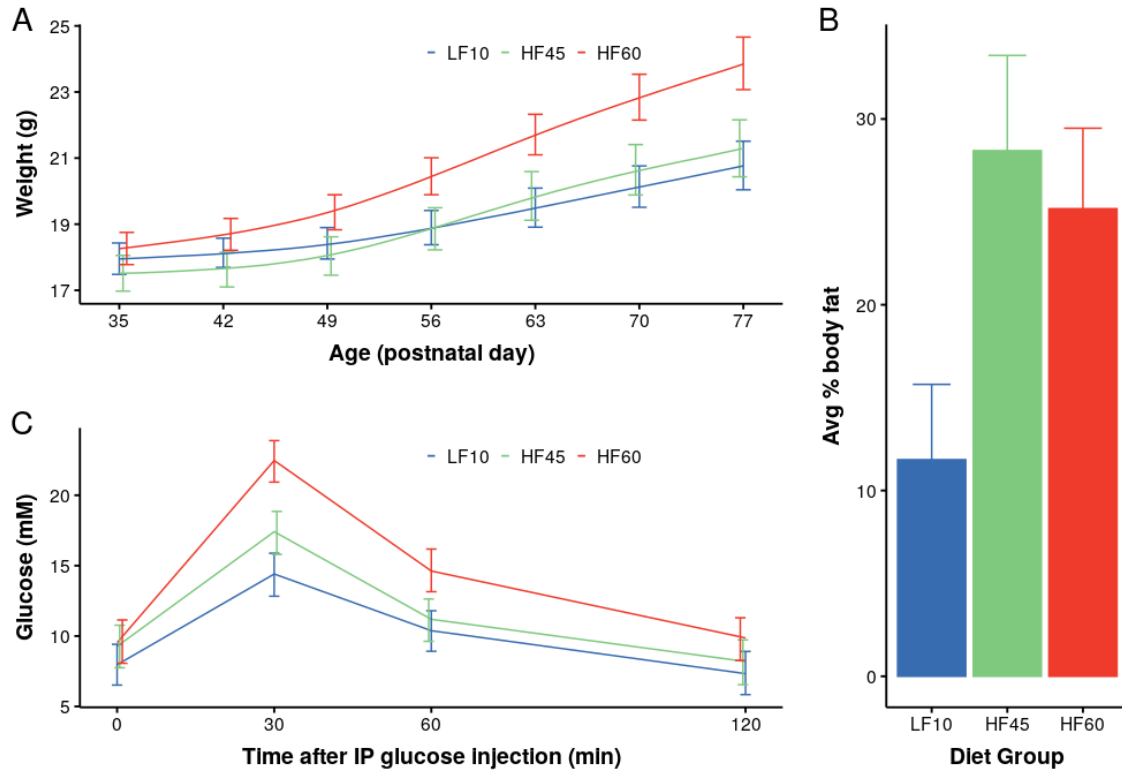 A
25
23
21
19
17
Weight (g)
LF10 HF45 HF60
35 42 49 56 63 70 77
Age (postnatal day)
B
30
20
10
0
Avg % body fat
LF10 HF45 HF60
Diet Group
C
20
15
10
5
Glucose (mM)
LF10 HF45 HF60
0 30 60 120
Time after IP glucose injection (min)